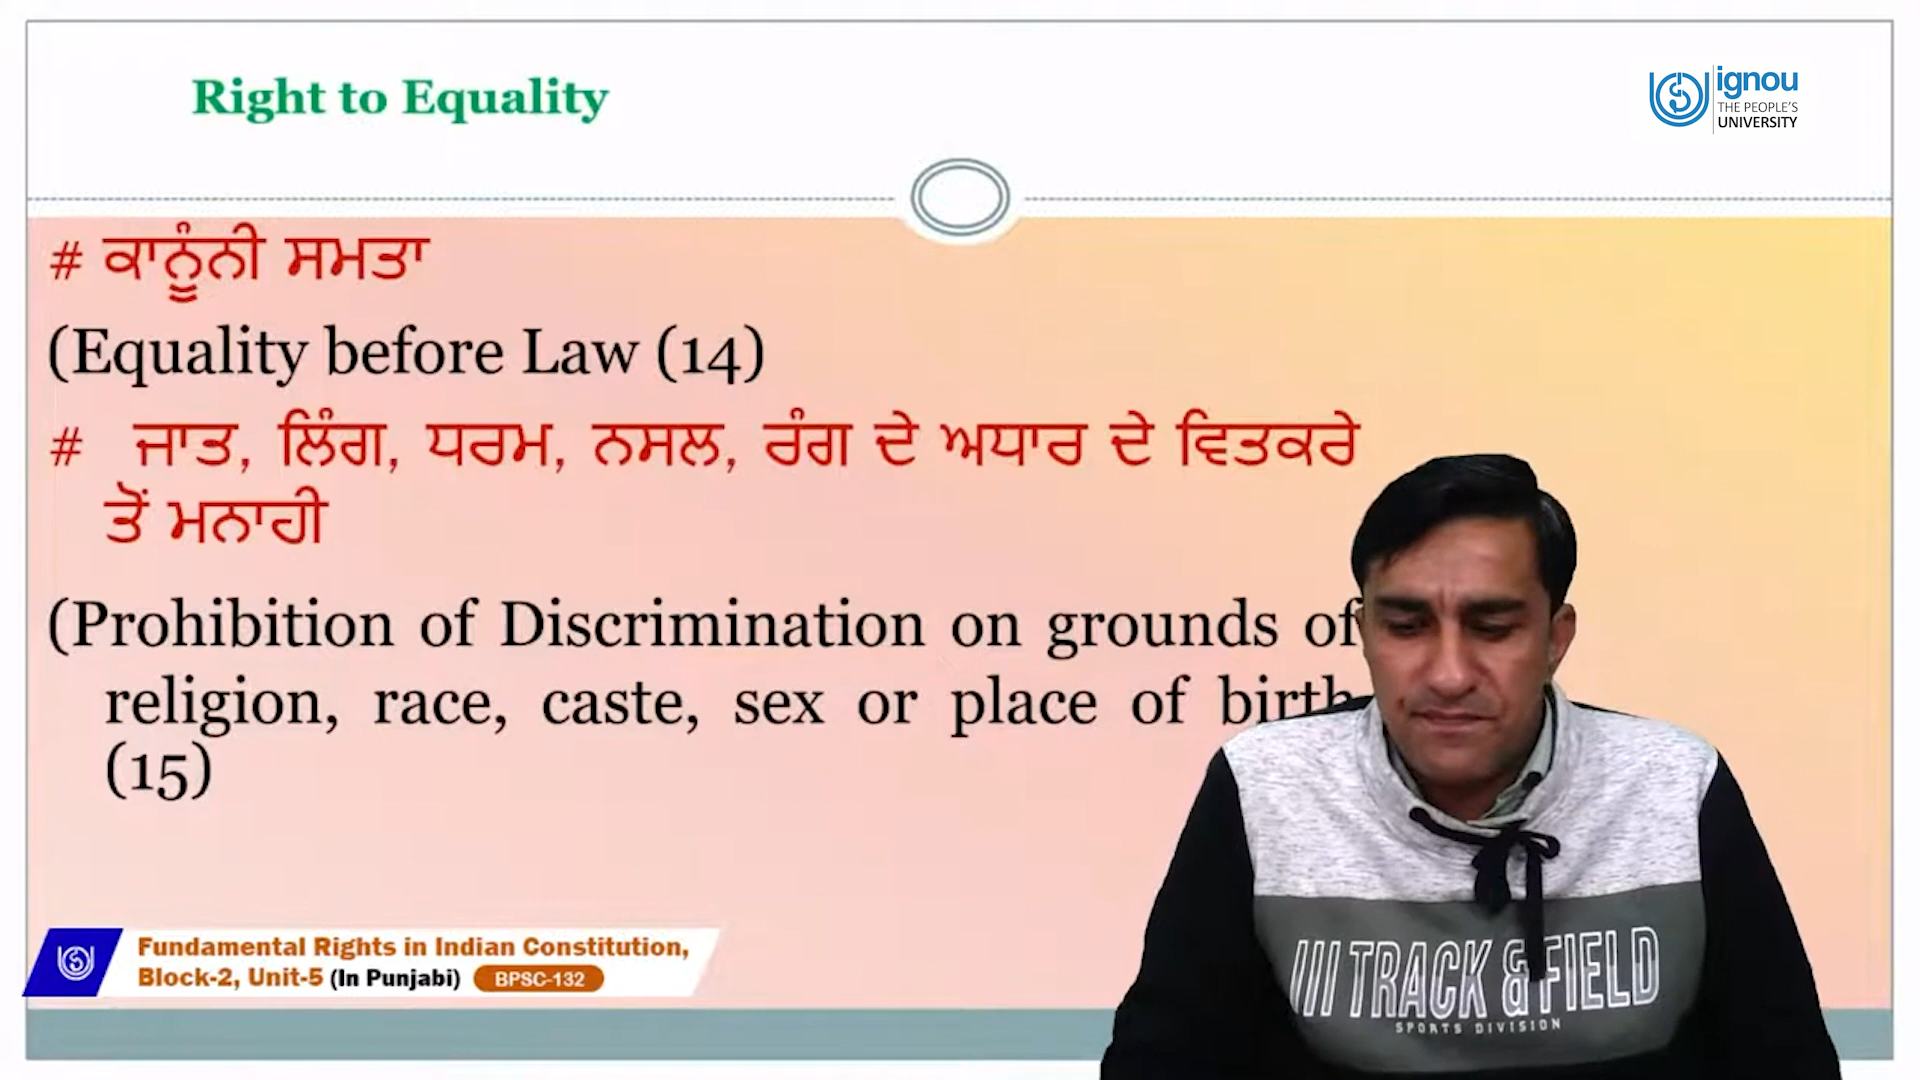 Right to Equality
ignou
THE PEOPLE'S
UNIVERSITY
# ਕਾਨੂੰਨੀ ਸਮਤਾ
(Equality before Law (14)
# ਜਾਤ, ਲਿੰਗ, ਧਰਮ, ਨਸਲ, ਰੰਗ ਦੇ ਅਧਾਰ ਦੇ ਵਿਤਕਰੇ
ਤੋਂ ਮਨਾਹੀ
(Prohibition of Discrimination on grounds of
religion, race, caste, sex or place of birth
(15)
Fundamental Rights in Indian Constitution,
Block-2, Unit-5 (In Punjabi) BPSC-132
/// TRACK & FIELD
SPORTS DIVISION